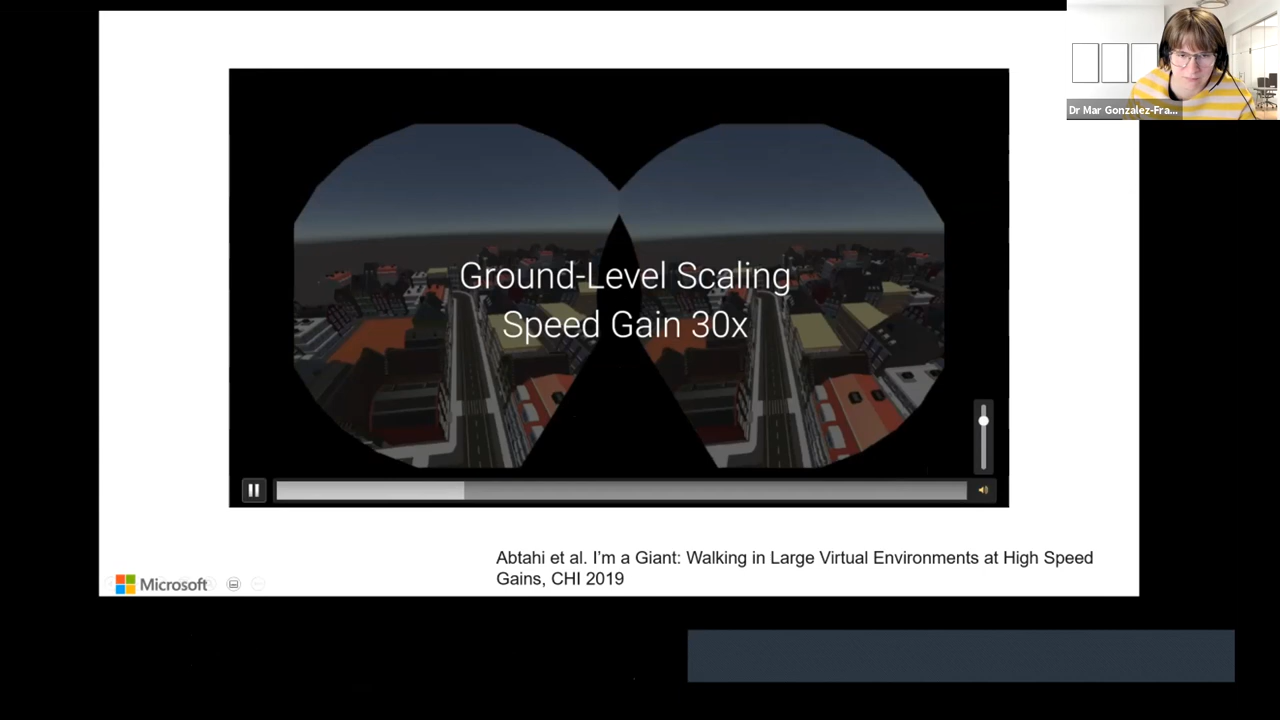 Dr Mar Gonzalez-Fra...
Ground-Level Scaling
Speed Gain 30x
Abtahi et al. I'm a Giant: Walking in Large Virtual Environments at High Speed
Gains, CHI 2019
Microsoft